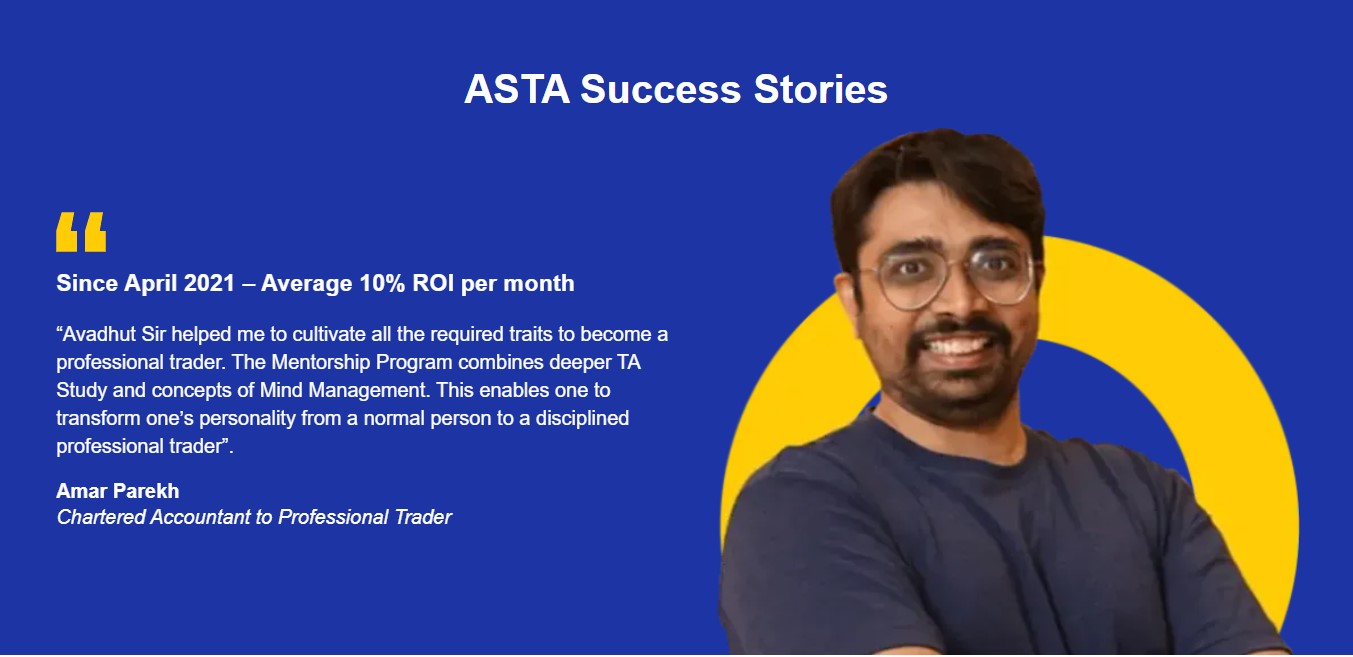 ASTA Success Stories
“
Since April 2021 – Average 10% ROI per month
“Avadhut Sir helped me to cultivate all the required traits to become a
professional trader. The Mentorship Program combines deeper TA
Study and concepts of Mind Management. This enables one to
transform one’s personality from a normal person to a disciplined
professional trader”.
Amar Parekh
Chartered Accountant to Professional Trader